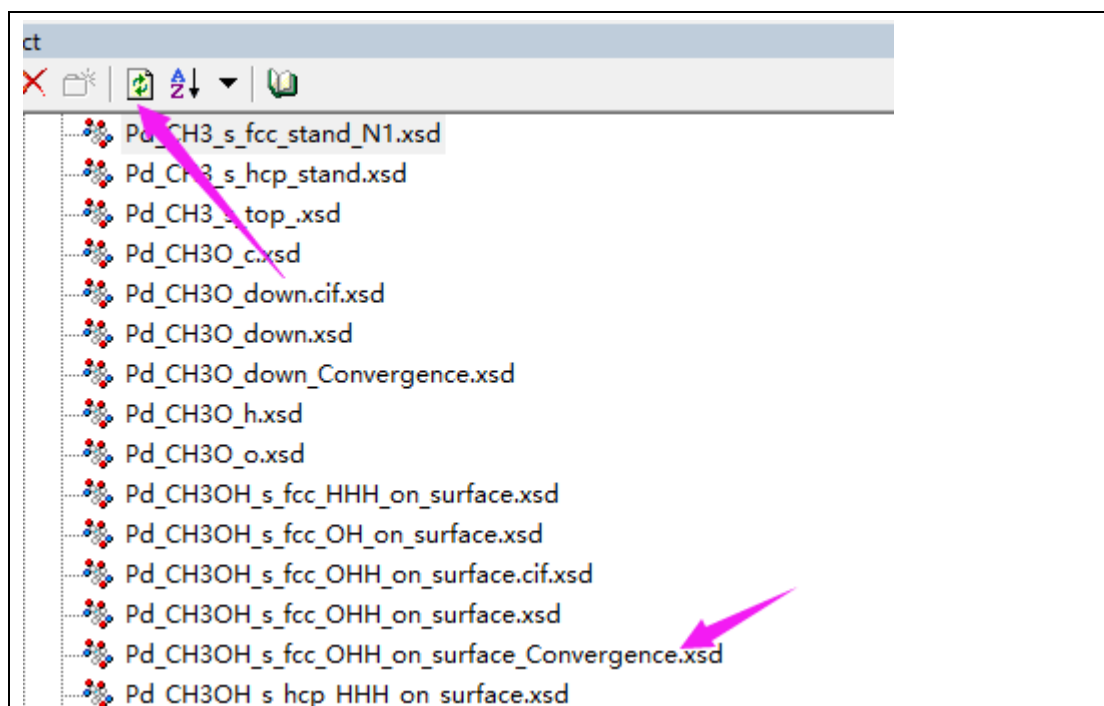 ct
Pd_CH3_s_fcc_stand_N1.xsd
Pd_CH3_s_hcp_stand.xsd
Pd_CH3_s_top_.xsd
Pd_CH3O_c.xsd
Pd_CH3O_down.cif.xsd
Pd_CH3O_down.xsd
Pd_CH3O_down_Convergence.xsd
Pd_CH3O_h.xsd
Pd_CH3O_o.xsd
Pd_CH3OH_s_fcc_HHH_on_surface.xsd
Pd_CH3OH_s_fcc_OH_on_surface.xsd
Pd_CH3OH_s_fcc_OHH_on_surface.cif.xsd
Pd_CH3OH_s_fcc_OHH_on_surface.xsd
Pd_CH3OH_s_fcc_OHH_on_surface_Convergence.xsd
Pd_CH3OH_s_hcp_HHH_on_surface.xsd